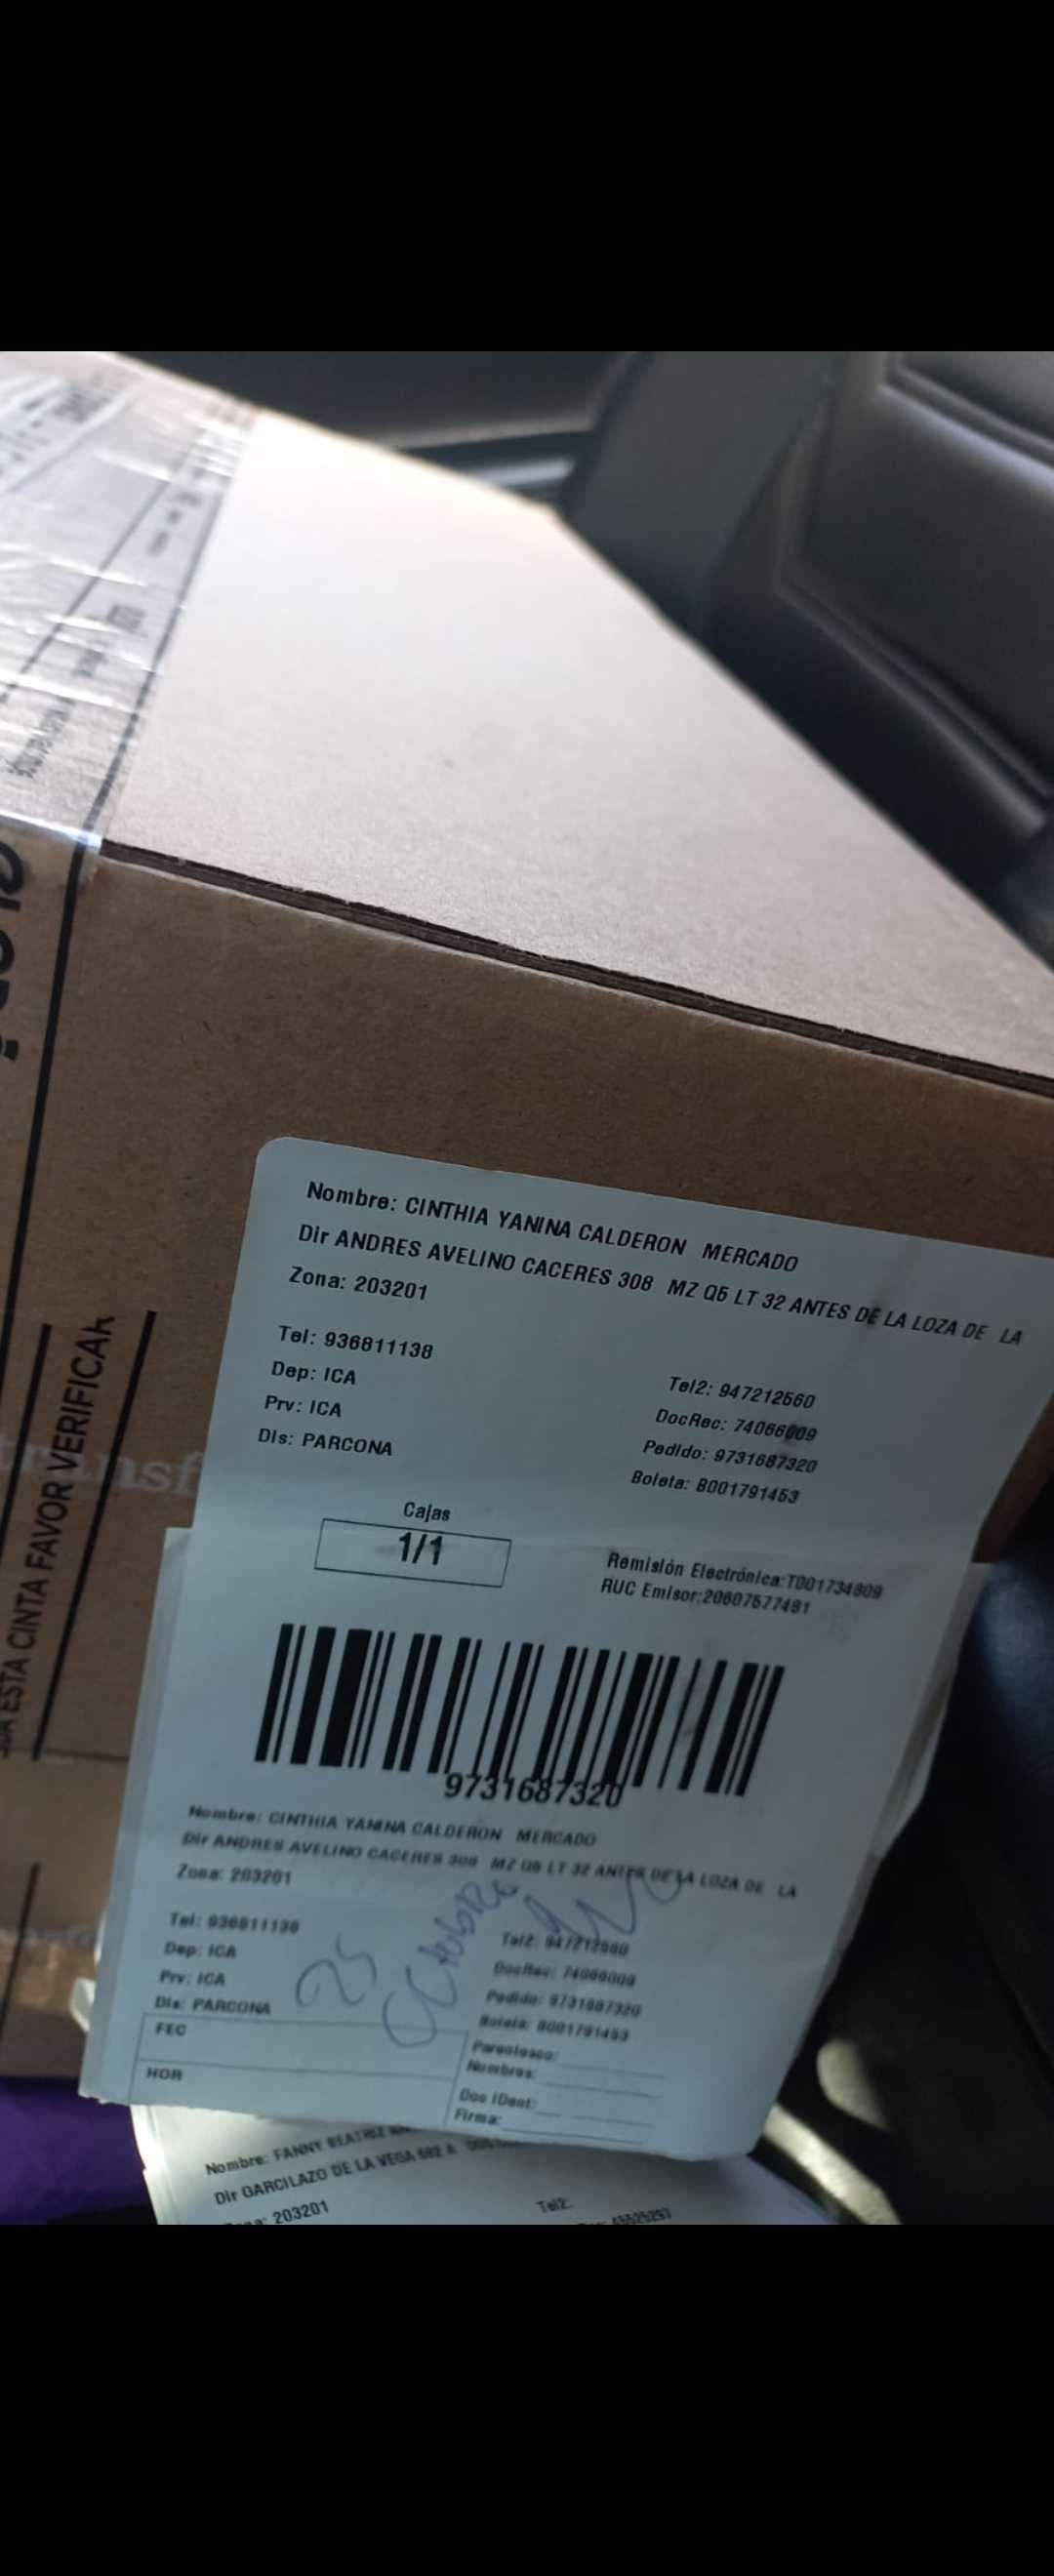 ESTA CINTA FAVOR VERIFICAR
Nombre: CINTHIA YANINA CALDERON MERCADO
Dir ANDRES AVELINO CACERES 308 MZ Q5 LT 32 ANTES DE LA LOZA DE LA
Zona: 203201
Tel: 936811138
Dep: ICA
Prv: ICA
Dis: PARCONA
Tel2: 947212560
DocRec: 74066009
Pedido: 9731687320
Boleta: B001791453
Cajas
1/1
Remisión Electrónica:T001734809
RUC Emisor:20607577481
9731687320
Nombre: CINTHIA YANINA CALDERON MERCADO
Dir ANDRES AVELINO CACERES 308 MZ Q5 LT 32 ANTES DE LA LOZA DE LA
Zona: 203201
Tel: 936811138
Dep: ICA
Prv: ICA
Dis: PARCONA
Tel2: 947212560
DocRec: 74066009
Pedido: 9731687320
Boleta: B001791453
25
Octubre
FEC
HOR
Parentesco:
Nombres:
Doc IDent:
Firma:
Nombre: FANNY BEATRIZ
Dir GARCILAZO DE LA VEGA 682 A
203201
Tel2: